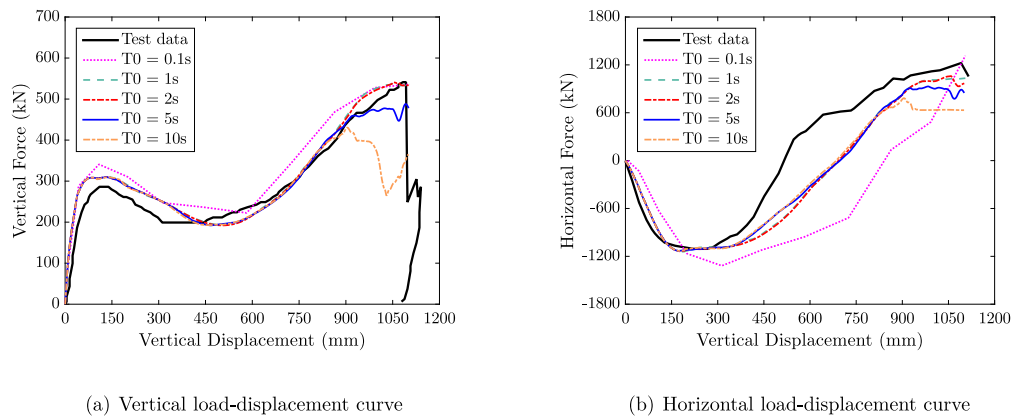 700
600
500
400
300
200
100
0
Vertical Force (kN)
Test data
T0 = 0.1s
T0 = 1s
T0 = 2s
T0 = 5s
T0 = 10s
0 150 300 450 600 750 900 1050 1200
Vertical Displacement (mm)
(a) Vertical load-displacement curve
1800
1200
600
0
-600
-1200
-1800
Horizontal Force (kN)
Test data
T0 = 0.1s
T0 = 1s
T0 = 2s
T0 = 5s
T0 = 10s
0 150 300 450 600 750 900 1050 1200
Vertical Displacement (mm)
(b) Horizontal load-displacement curve